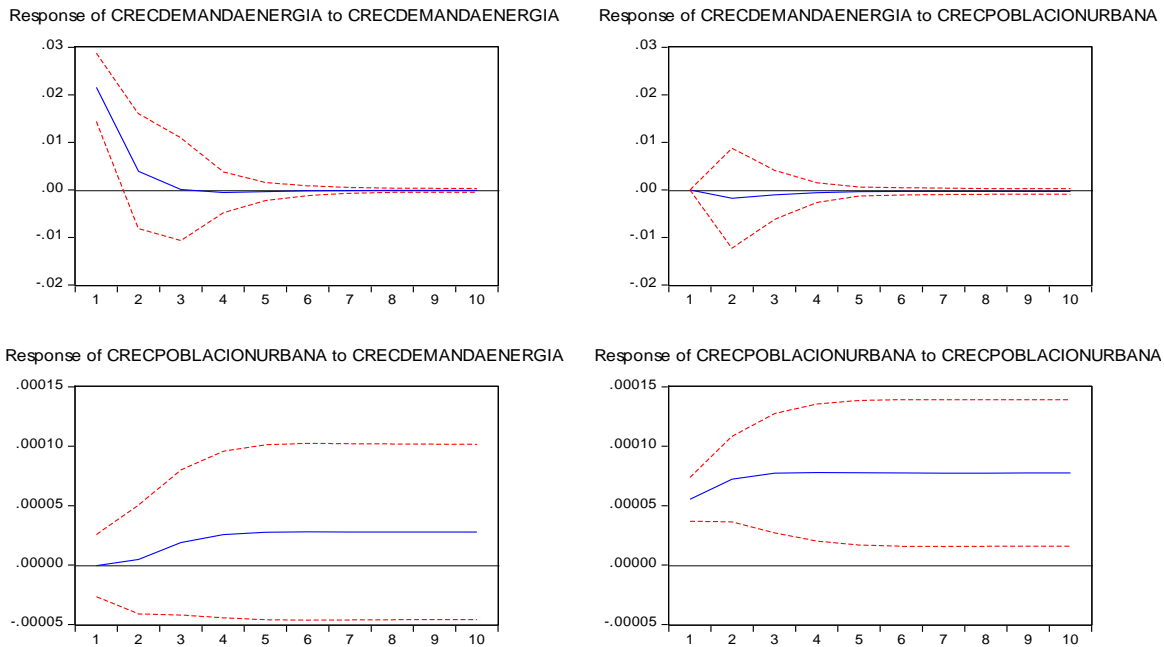 Response of CRECDEMANDAENERGIA to CRECDEMANDAENERGIA
.03
.02
.01
.00
-.01
-.02
1 2 3 4 5 6 7 8 9 10
Response of CRECDEMANDAENERGIA to CRECPOBLACIONURBANA
.03
.02
.01
.00
-.01
-.02
1 2 3 4 5 6 7 8 9 10
Response of CRECPOBLACIONURBANA to CRECDEMANDAENERGIA
.00015
.00010
.00005
.00000
-.00005
1 2 3 4 5 6 7 8 9 10
Response of CRECPOBLACIONURBANA to CRECPOBLACIONURBANA
.00015
.00010
.00005
.00000
-.00005
1 2 3 4 5 6 7 8 9 10